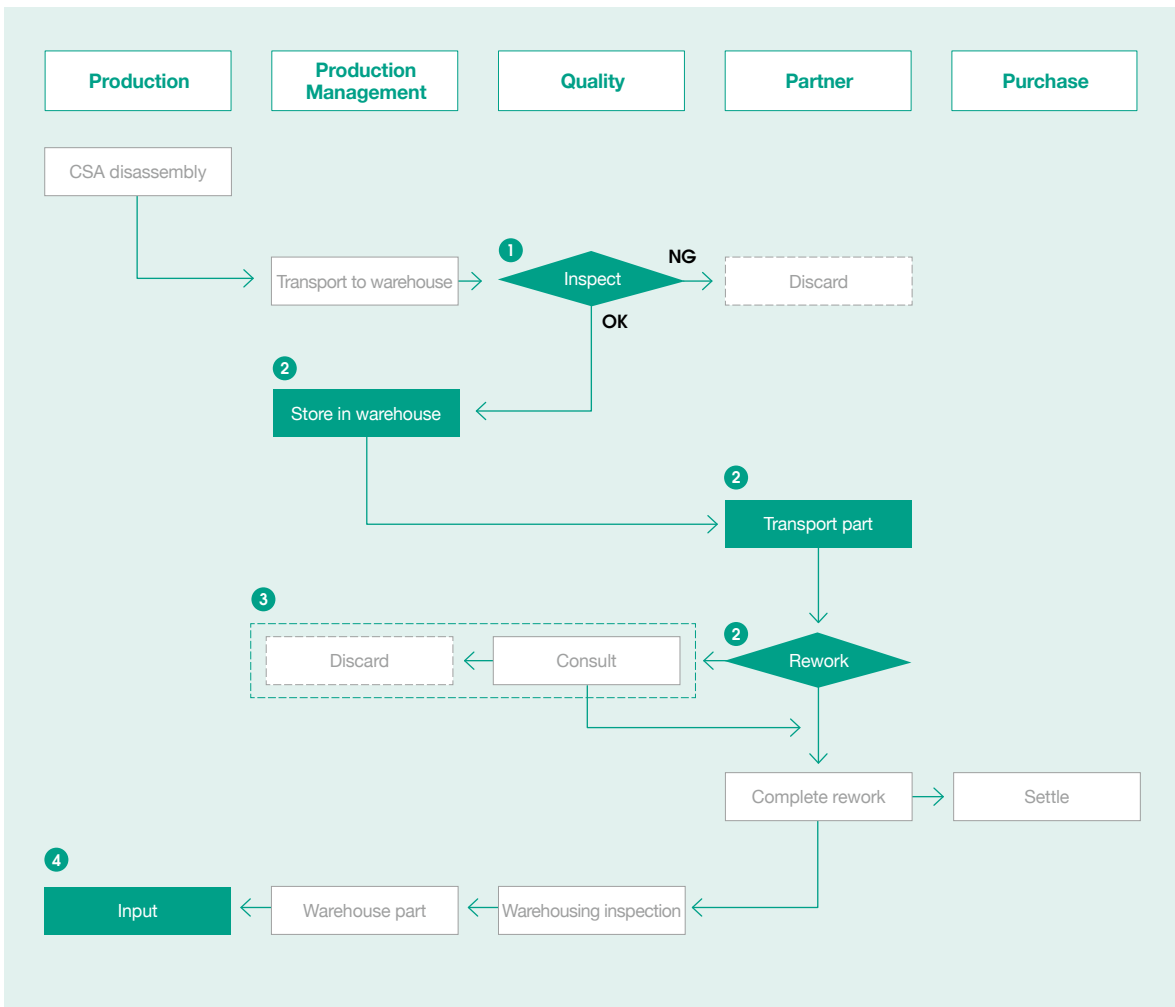 Production
Production
Management
Quality
Partner
Purchase
CSA disassembly
1
NG
Transport to warehouse
Inspect
Discard
OK
2
Store in warehouse
2
Transport part
3
2
Discard
Consult
Rework
Complete rework
Settle
4
Input
Warehouse part
Warehousing inspection